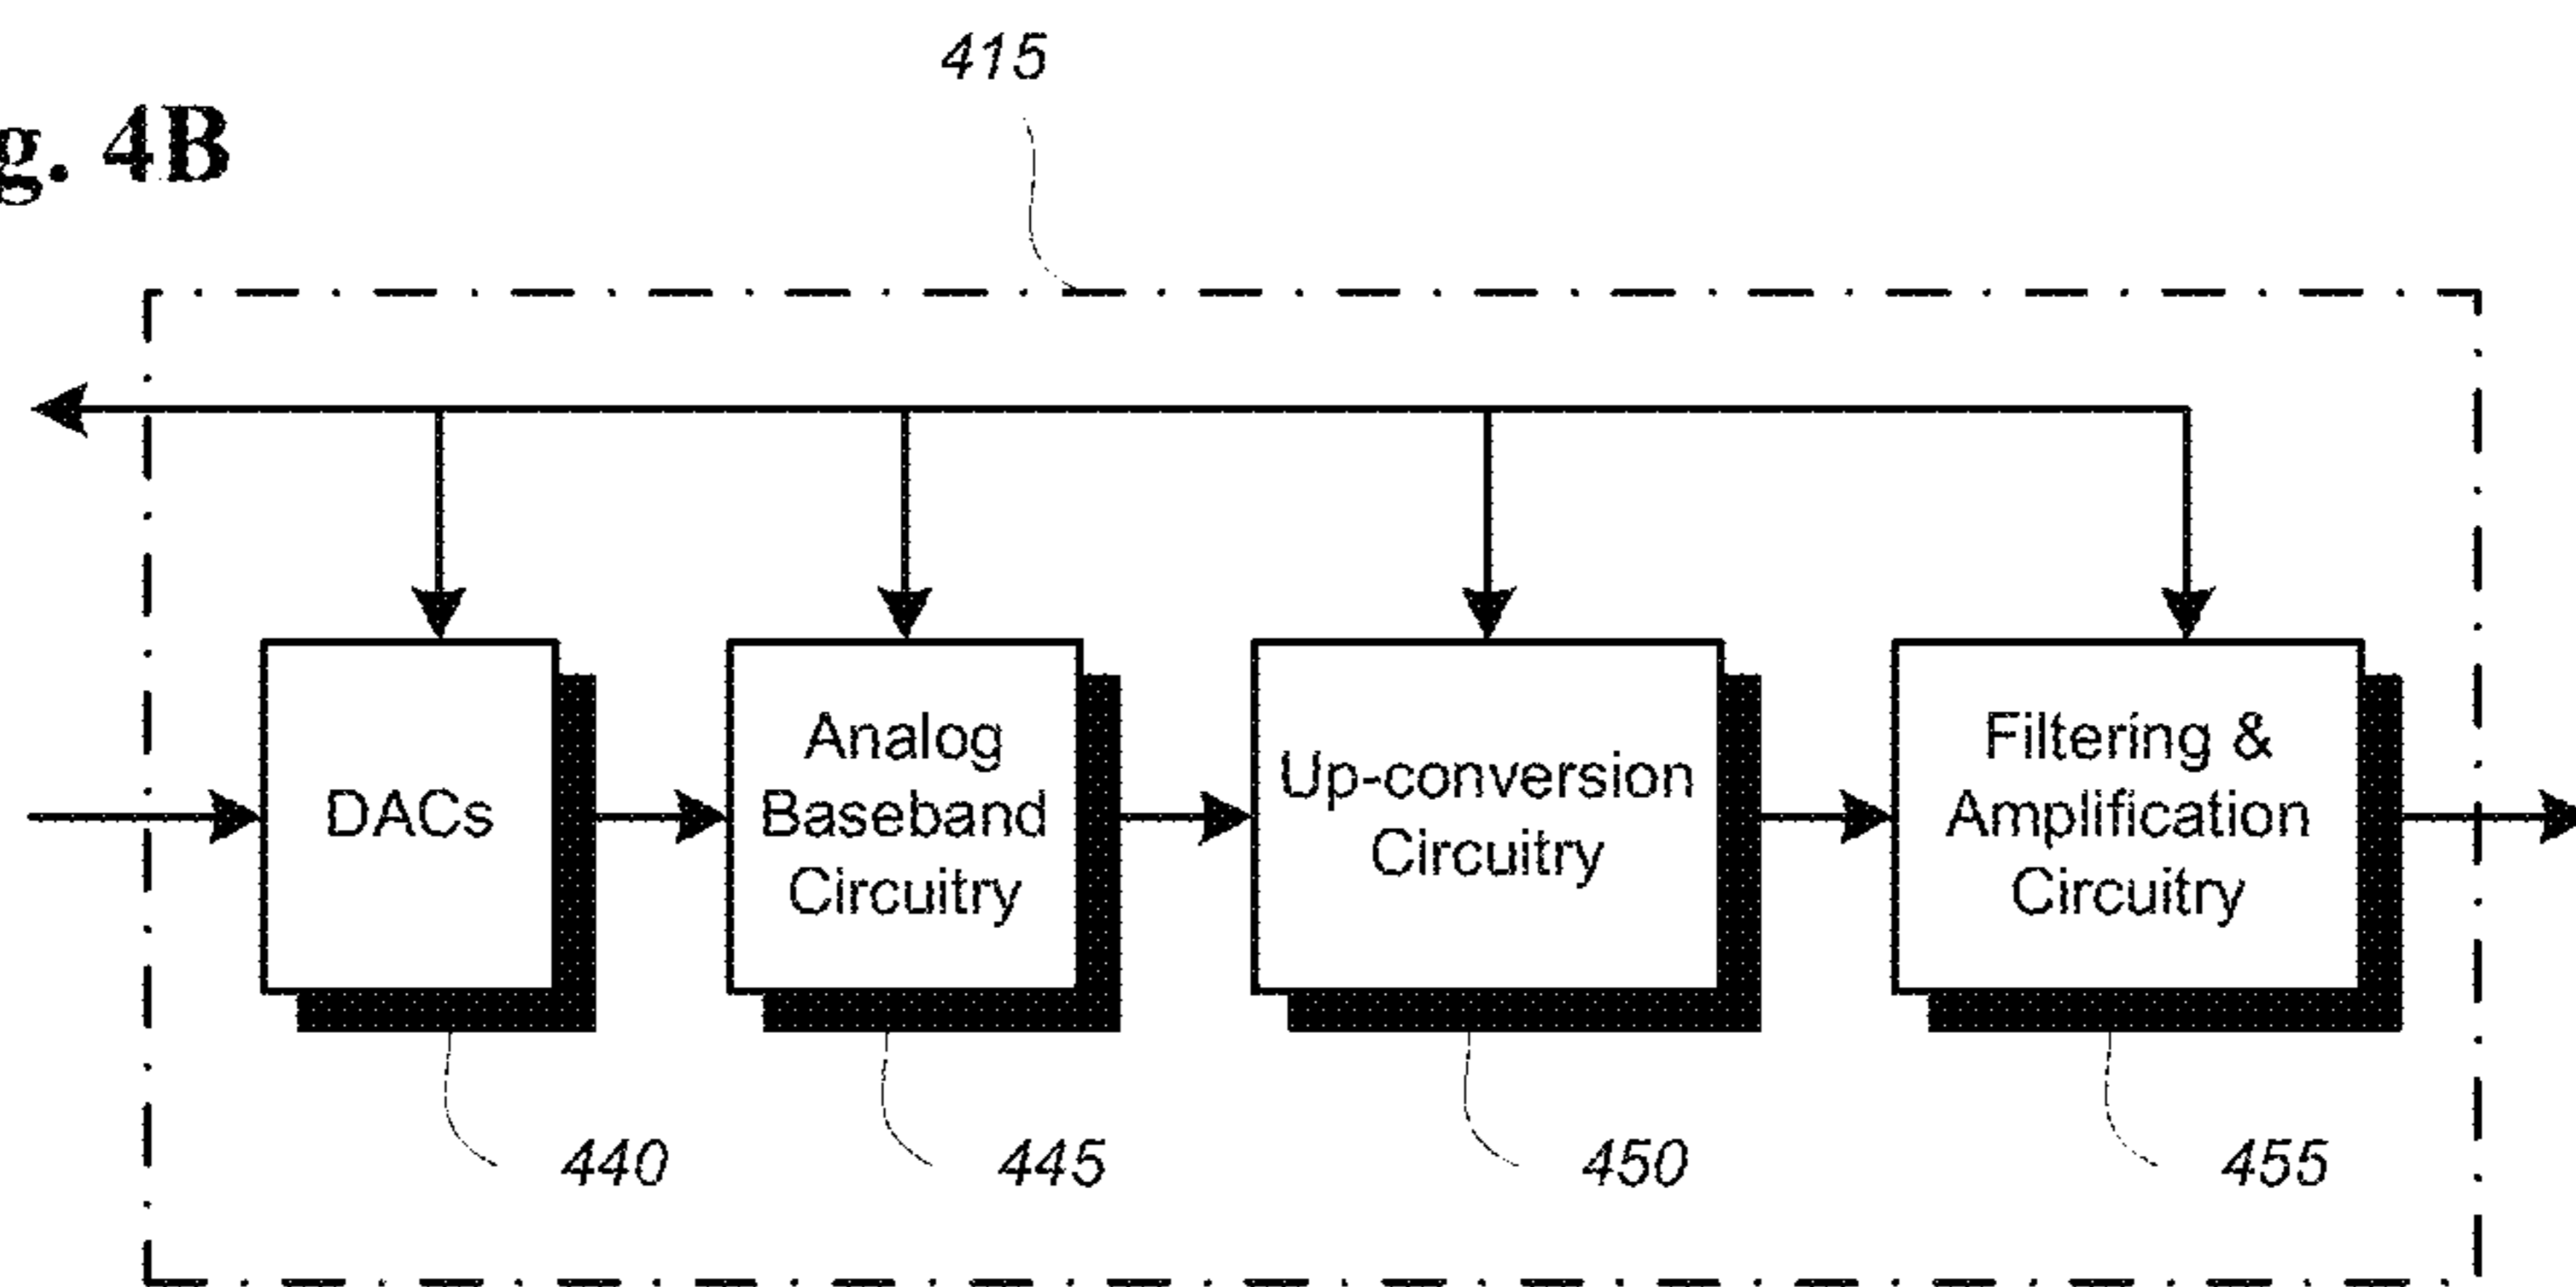 415
g. 4B
DACs
Analog
Baseband
Circuitry
Up-conversion
Circuitry
Filtering &
Amplification
Circuitry
440
445
450
455